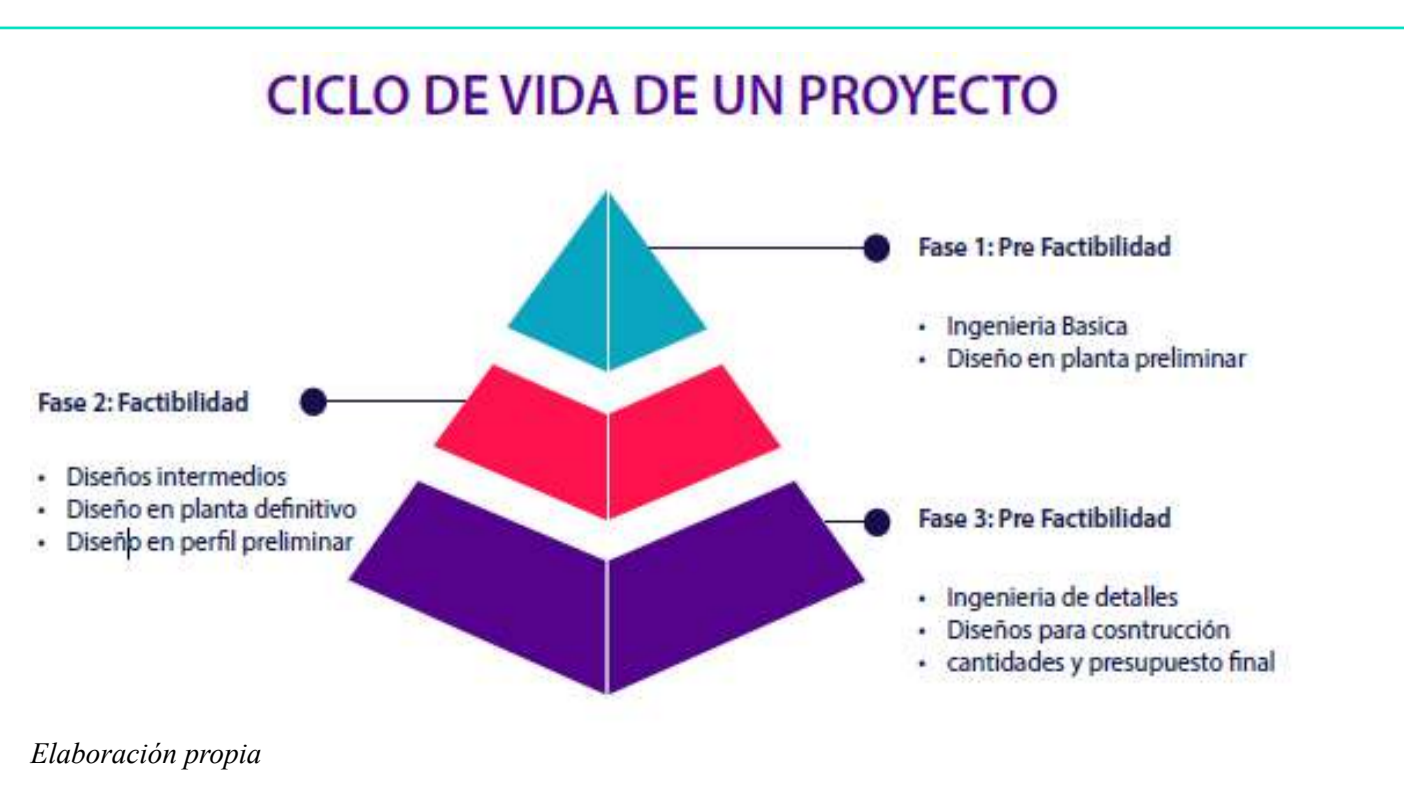 CICLO DE VIDA DE UN PROYECTO
Fase 1: Pre Factibilidad
• Ingenieria Basica
• Diseño en planta preliminar
Fase 2: Factibilidad
• Diseños intermedios
• Diseño en planta definitivo
• Diseño en perfil preliminar
Fase 3: Pre Factibilidad
• Ingenieria de detalles
• Diseños para cosntrucción
• cantidades y presupuesto final
Elaboración propia